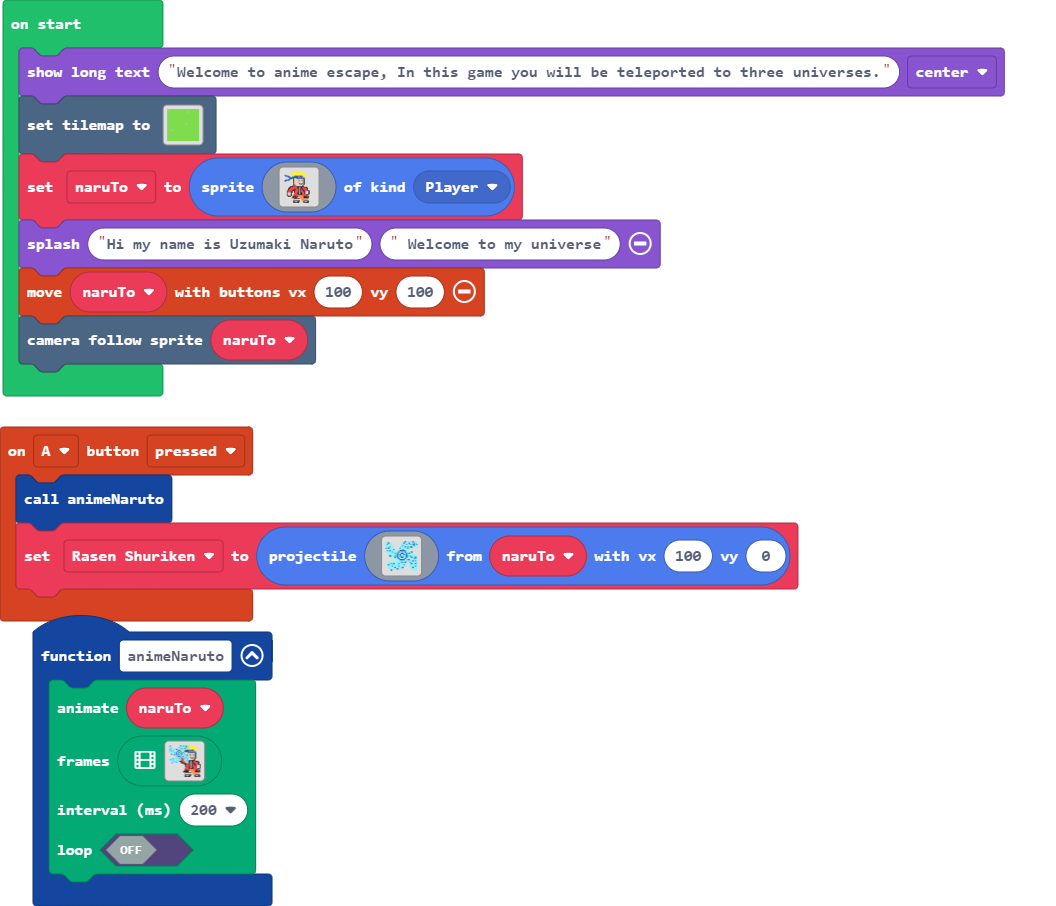 on start
show long text "Welcome to anime escape, In this game you will be teleported to three universes." center
set tilemap to
set naruTo to sprite of kind Player
splash "Hi my name is Uzumaki Naruto" " Welcome to my universe"
move naruTo with buttons vx 100 vy 100
camera follow sprite naruTo
on A button pressed
call animeNaruto
set Rasen Shuriken to projectile from naruTo with vx 100 vy 0
function animeNaruto
animate naruTo
frames
interval (ms) 200
loop OFF